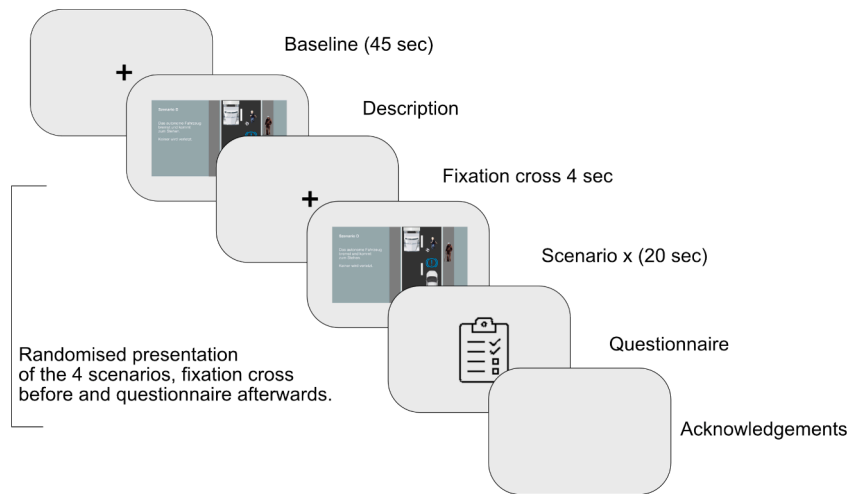 Baseline (45 sec)
Description
Fixation cross 4 sec
Scenario x (20 sec)
Questionnaire
Acknowledgements
Randomised presentation
of the 4 scenarios, fixation cross
before and questionnaire afterwards.